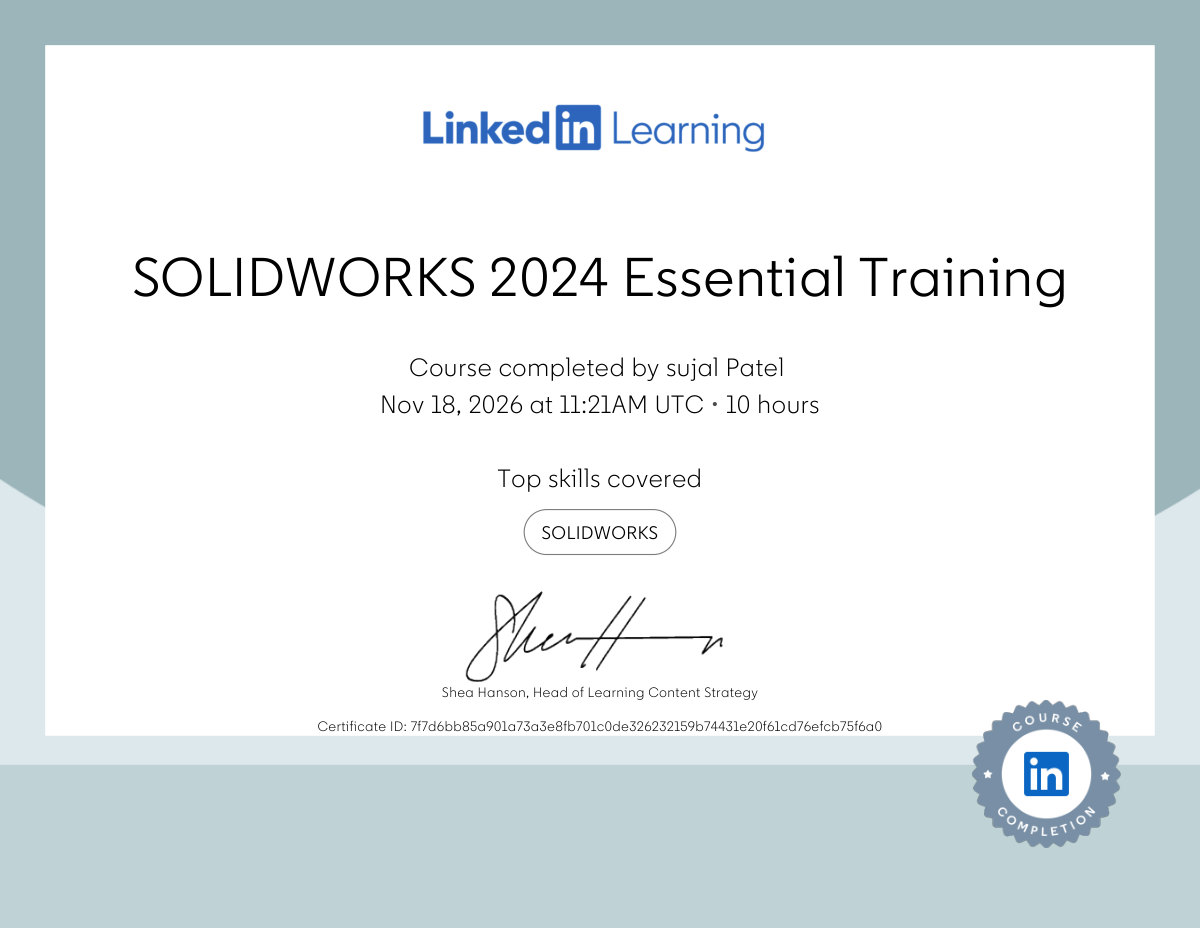 LinkedIn Learning
SOLIDWORKS 2024 Essential Training
Course completed by sujal Patel
Nov 18, 2026 at 11:21AM UTC • 10 hours
Top skills covered
SOLIDWORKS
Shea Hanson, Head of Learning Content Strategy
Certificate ID: 7f7d6bb85a901a73a3e8fb701c0de326232159b74431e20f61cd76efcb75f6a0
COURSE
in
COMPLETION